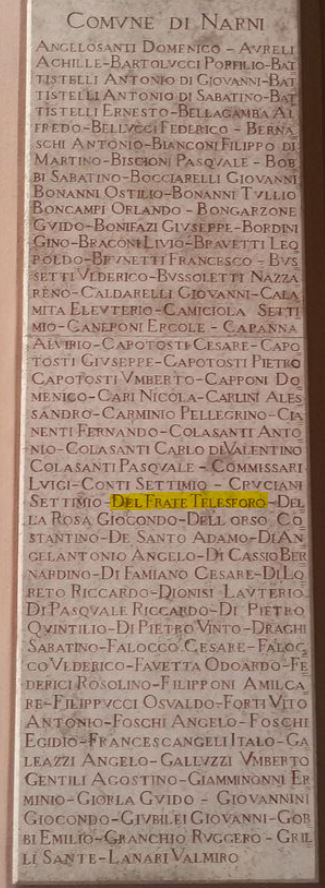 COMVNE DI NARNI
ANGELOSANTI DOMENICO - AVRELI
ACHILLE-BARTOLVCCI PORFILIO-BAT
TISTELLI ANTONIO DI GIOVANNI-BAT
TISTELLI ANTONIO DI SABATINO-BAT
TISTELLI ERNESTO-BELLAGAMBA AL
FREDO-BELLVCCI FEDERICO - BERNA
SCHI ANTONIO-BIANCONI FILIPPO DI
MARTINO-BISCIONI PASQVALE - BOB
BI SABATINO-BOCCIARELLI GIOVANNI
BONANNI OSTILIO-BONANNI TVLLIO
BONCAMPI ORLANDO - BONGARZONE
GVIDO-BONIFAZI GIVSEPPE-BORDINI
GINO-BRACONI LIVIO-BRAVETTI LEO
POLDO-BRVNETTI FRANCESCO - BVS
SETTI VLDERICO-BVSSOLETTI NAZZA
RENO-CALDARELLI GIOVANNI-CALA
MITA ELEVTERIO-CAMICIOLA SETTI
MIO-CANEPONI ERCOLE - CAPANNA
ALVIRIO-CAPOTOSTI CESARE-CAPO
TOSTI GIVSEPPE-CAPOTOSTI PIETRO
CAPOTOSTI VMBERTO-CAPPONI DO
MENICO-CARI NICOLA-CARLINI ALES
SANDRO-CARMINIO PELLEGRINO-CIA
NENTI FERNANDO-COLASANTI ANTO
NIO-COLASANTI CARLO DI VALENTINO
COLASANTI PASQVALE - COMMISSARI
LVIGI-CONTI SETTIMIO - CRVCIANI
SETTIMIO-DEL FRATE TELESFORO-DEL
LA ROSA GIOCONDO-DELL ORSO CO
STANTINO-DE SANTO ADAMO-DI AN
GELANTONIO ANGELO-DI CASSIO BER
NARDINO-DI FAMIANO CESARE-DI LO
RETO RICCARDO-DIONISI LAVTERIO
DI PASQVALE RICCARDO-DI PIETRO
QVINTILIO-DI PIETRO VINTO-DRAGHI
SABATINO-FALOCCO CESARE-FALOC
CO VLDERICO-FAVETTA ODOARDO-FE
DERICI ROSOLINO-FILIPPONI AMILCA
RE-FILIPPVCCI OSVALDO-FORTI VITO
ANTONIO-FOSCHI ANGELO-FOSCHI
EGIDIO-FRANCESCANGELI ITALO-GA
LEAZZI ANGELO-GALLVZZI VMBERTO
GENTILI AGOSTINO-GIAMMINONNI ER
MINIO-GIORLA GVIDO - GIOVANNINI
GIOCONDO-GIVBILEI GIOVANNI-GOB
BI EMILIO-GRANCHIO RVGGERO-GRIL
LI SANTE-LANARI VALMIRO